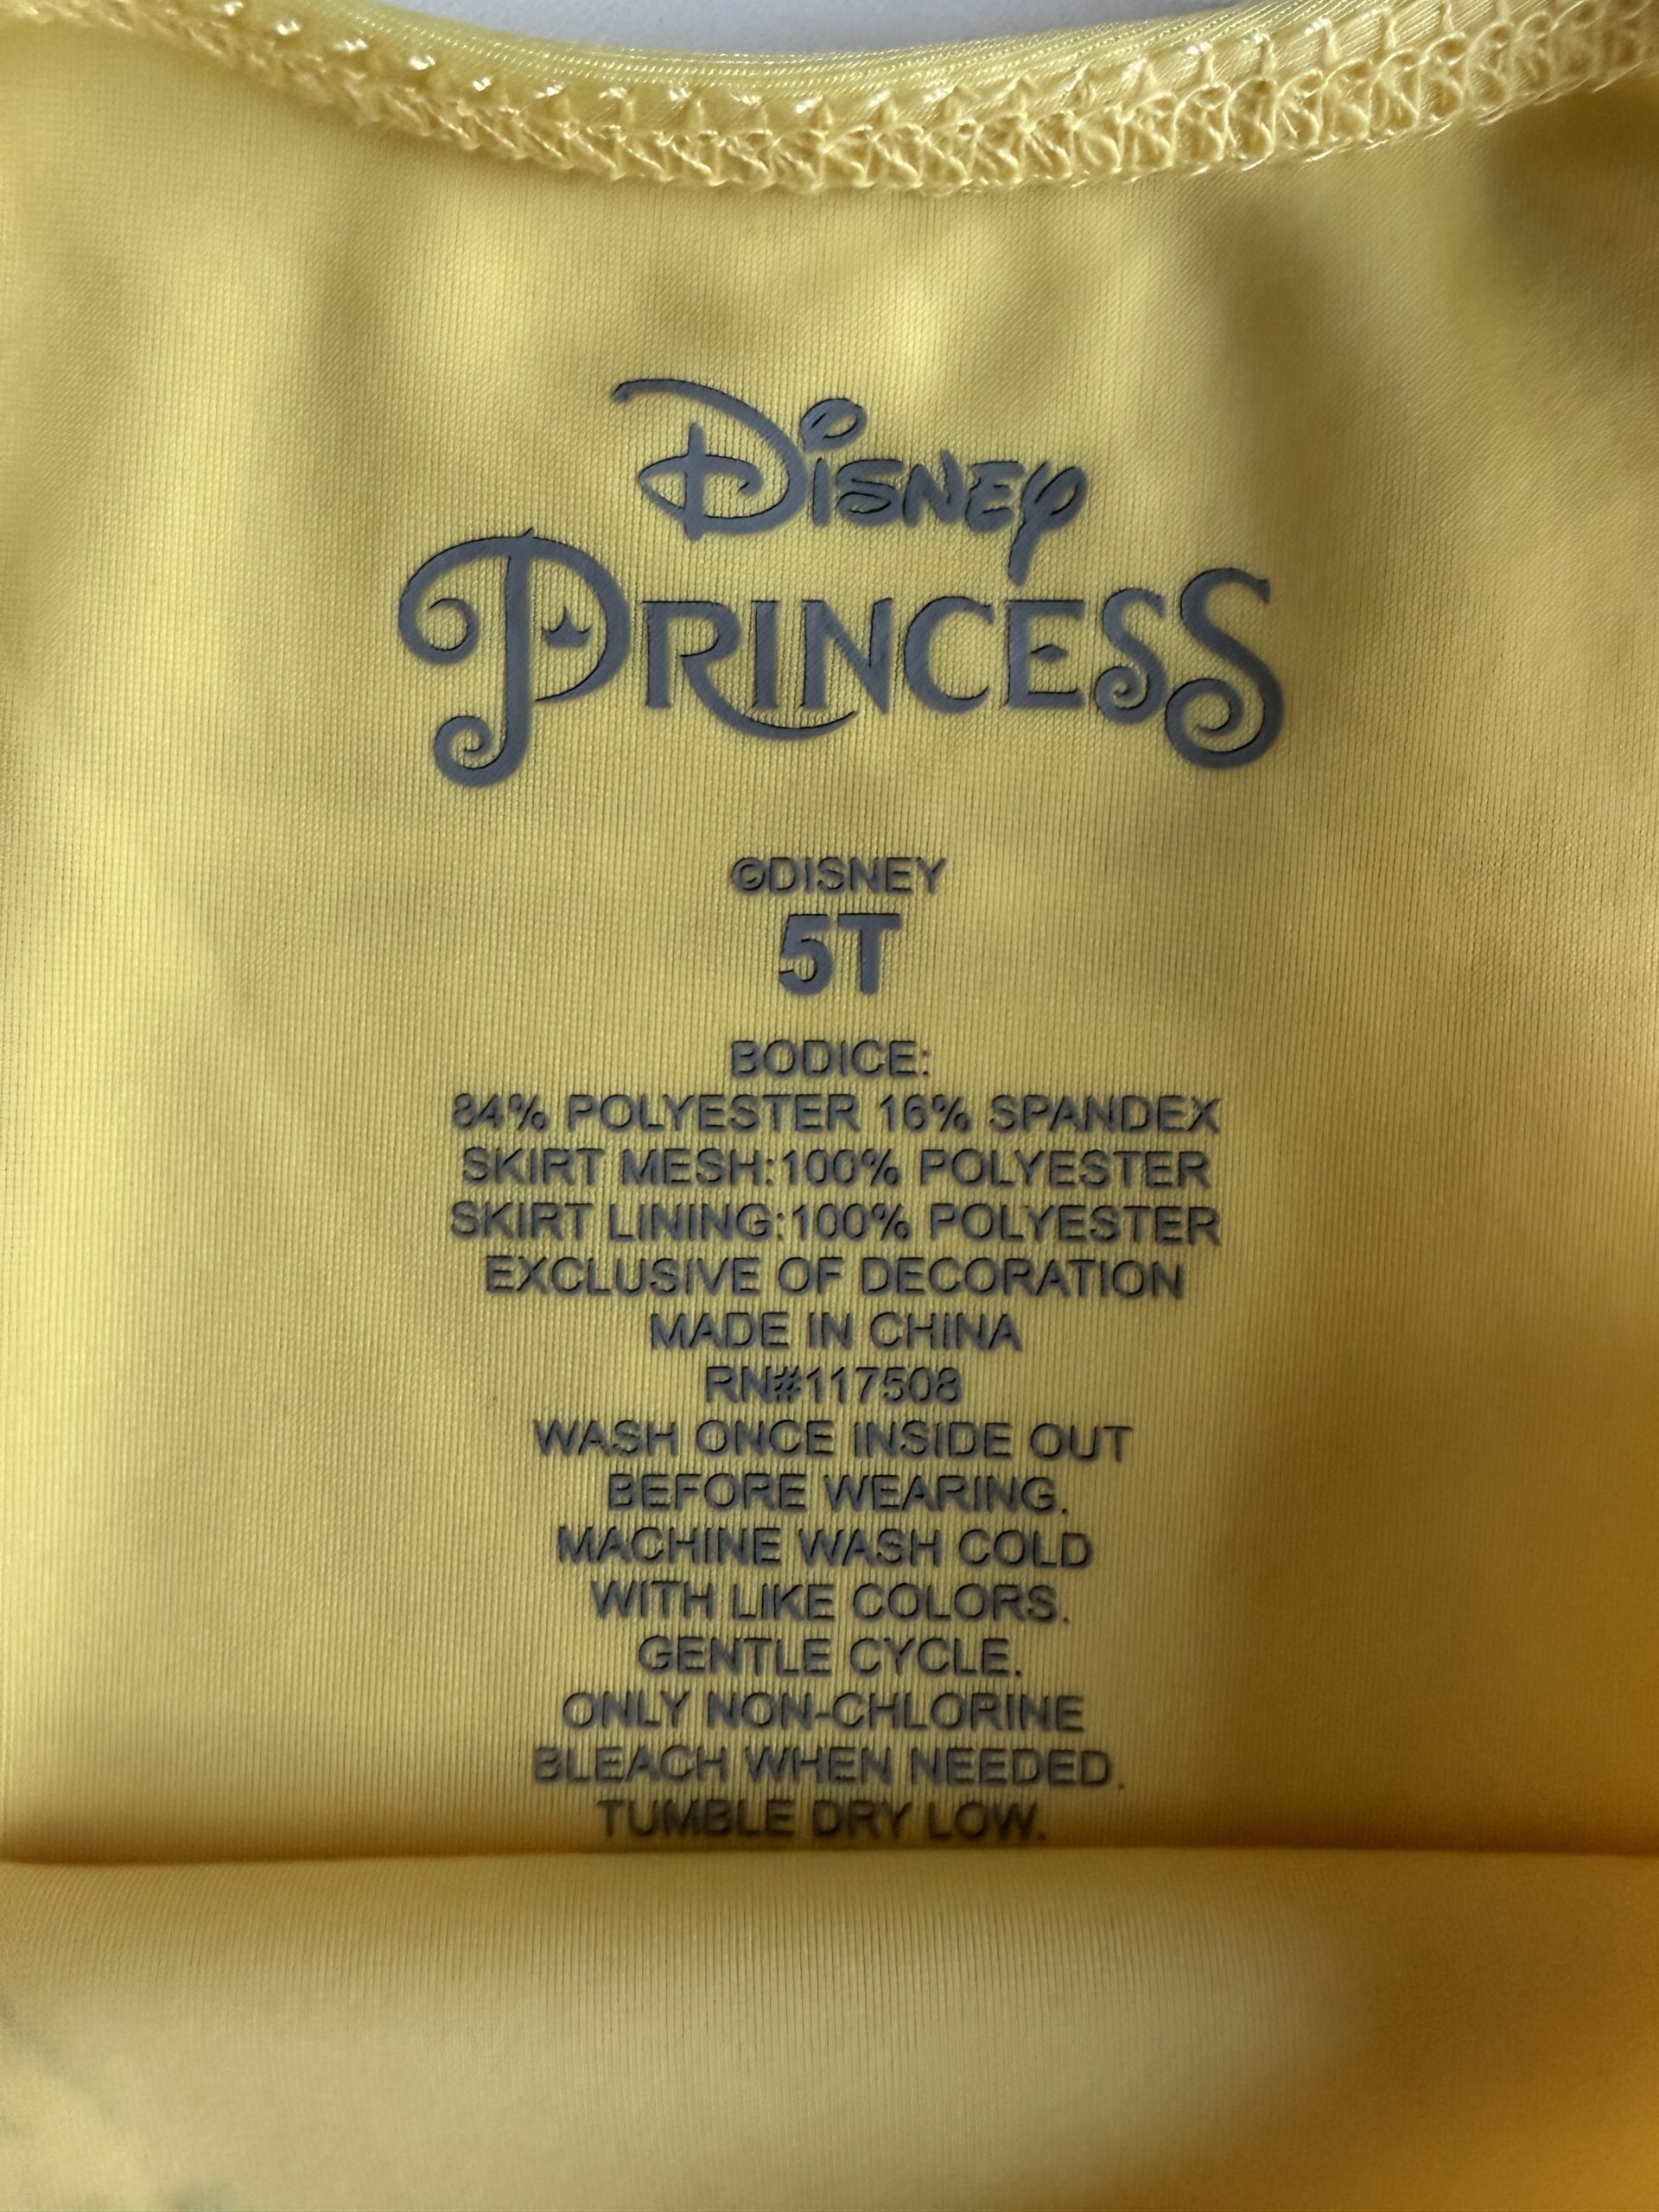 Disney
PRINCESS
©DISNEY
5T
BODICE:
84% POLYESTER 16% SPANDEX
SKIRT MESH:100% POLYESTER
SKIRT LINING:100% POLYESTER
EXCLUSIVE OF DECORATION
MADE IN CHINA
RN#117508
WASH ONCE INSIDE OUT
BEFORE WEARING.
MACHINE WASH COLD
WITH LIKE COLORS.
GENTLE CYCLE.
ONLY NON-CHLORINE
BLEACH WHEN NEEDED.
TUMBLE DRY LOW.